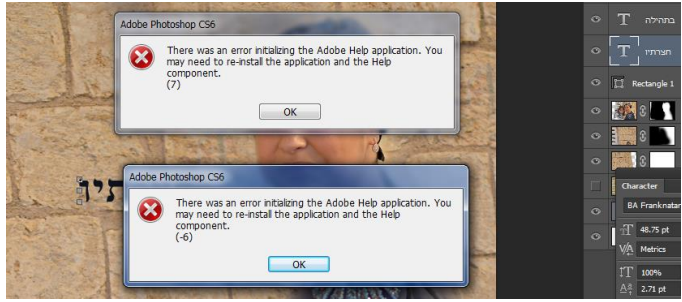 Adobe Photoshop CS6
There was an error initializing the Adobe Help application. You
may need to re-install the application and the Help
component.
(7)
OK
Adobe Photoshop CS6
There was an error initializing the Adobe Help application. You
may need to re-install the application and the Help
component.
(-6)
OK
תיו
T בתהילה
T חצרתיו
Rectangle 1
Character
BA Franknatan
48.75 pt
V/A Metrics
100%
2.71 pt